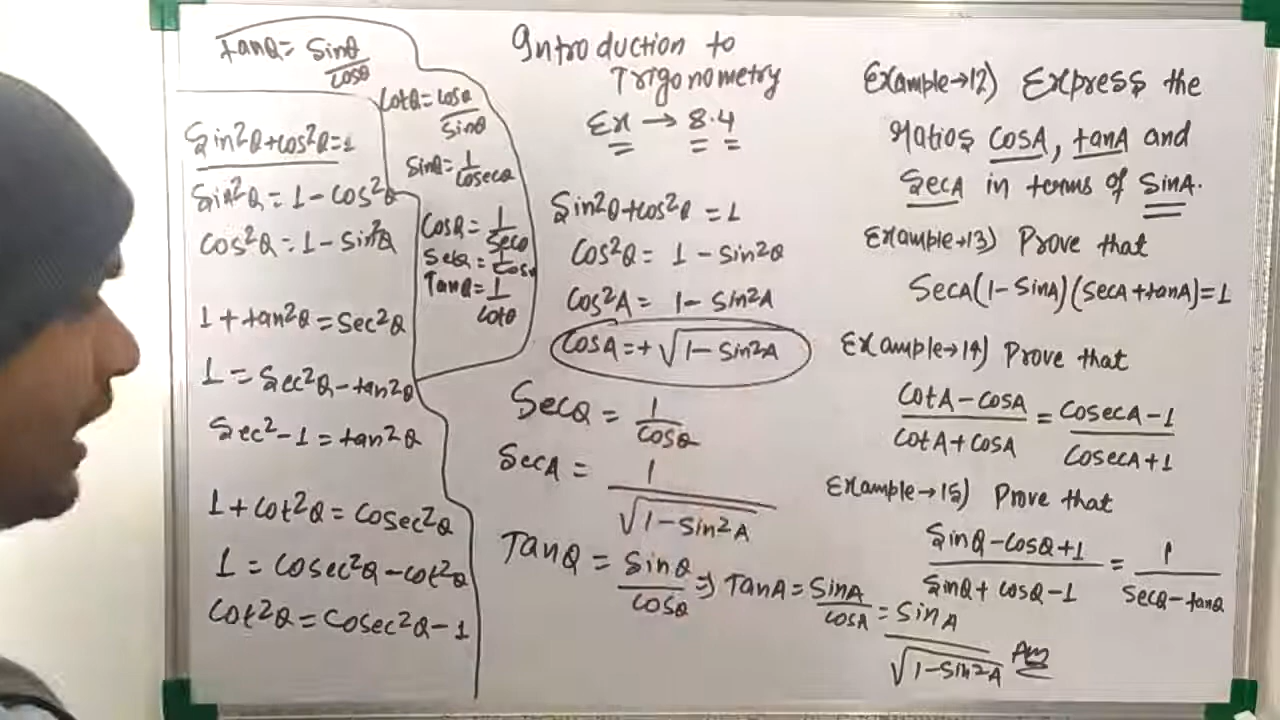 tanθ = sinθ/cosθ
cotθ = cosθ/sinθ
sinθ = 1/cosecθ
cosθ = 1/secθ
secθ = 1/cosθ
Tanθ = 1/cotθ
Sin²θ+cos²θ=1
Sin²θ = 1-cos²θ
cos²θ = 1-sin²θ
1+tan²θ = Sec²θ
1 = Sec²θ-tan²θ
Sec²-1 = tan²θ
1+cot²θ = cosec²θ
1 = cosec²θ-cot²θ
cot²θ = cosec²θ-1
Introduction to
Trigonometry
Ex → 8.4
Sin²θ+cos²θ = 1
Cos²θ = 1-sin²θ
Cos²A = 1-sin²A
CosA = + √1-sin²A
Secθ = 1/cosθ
SecA = 1/√1-sin²A
Tanθ = sinθ/cosθ ⇒ TanA = SinA/cosA = SinA/√1-sin²A Ans
Example→12) Express the
ratios cosA, tanA and
SecA in terms of SinA.
Example→13) Prove that
SecA(1-SinA)(SecA+tanA)=1
Example→14) Prove that
CotA-cosA/cotA+cosA = CosecA-1/CosecA+1
Example→15) Prove that
Sinθ-cosθ+1/Sinθ+cosθ-1 = 1/Secθ-tanθ